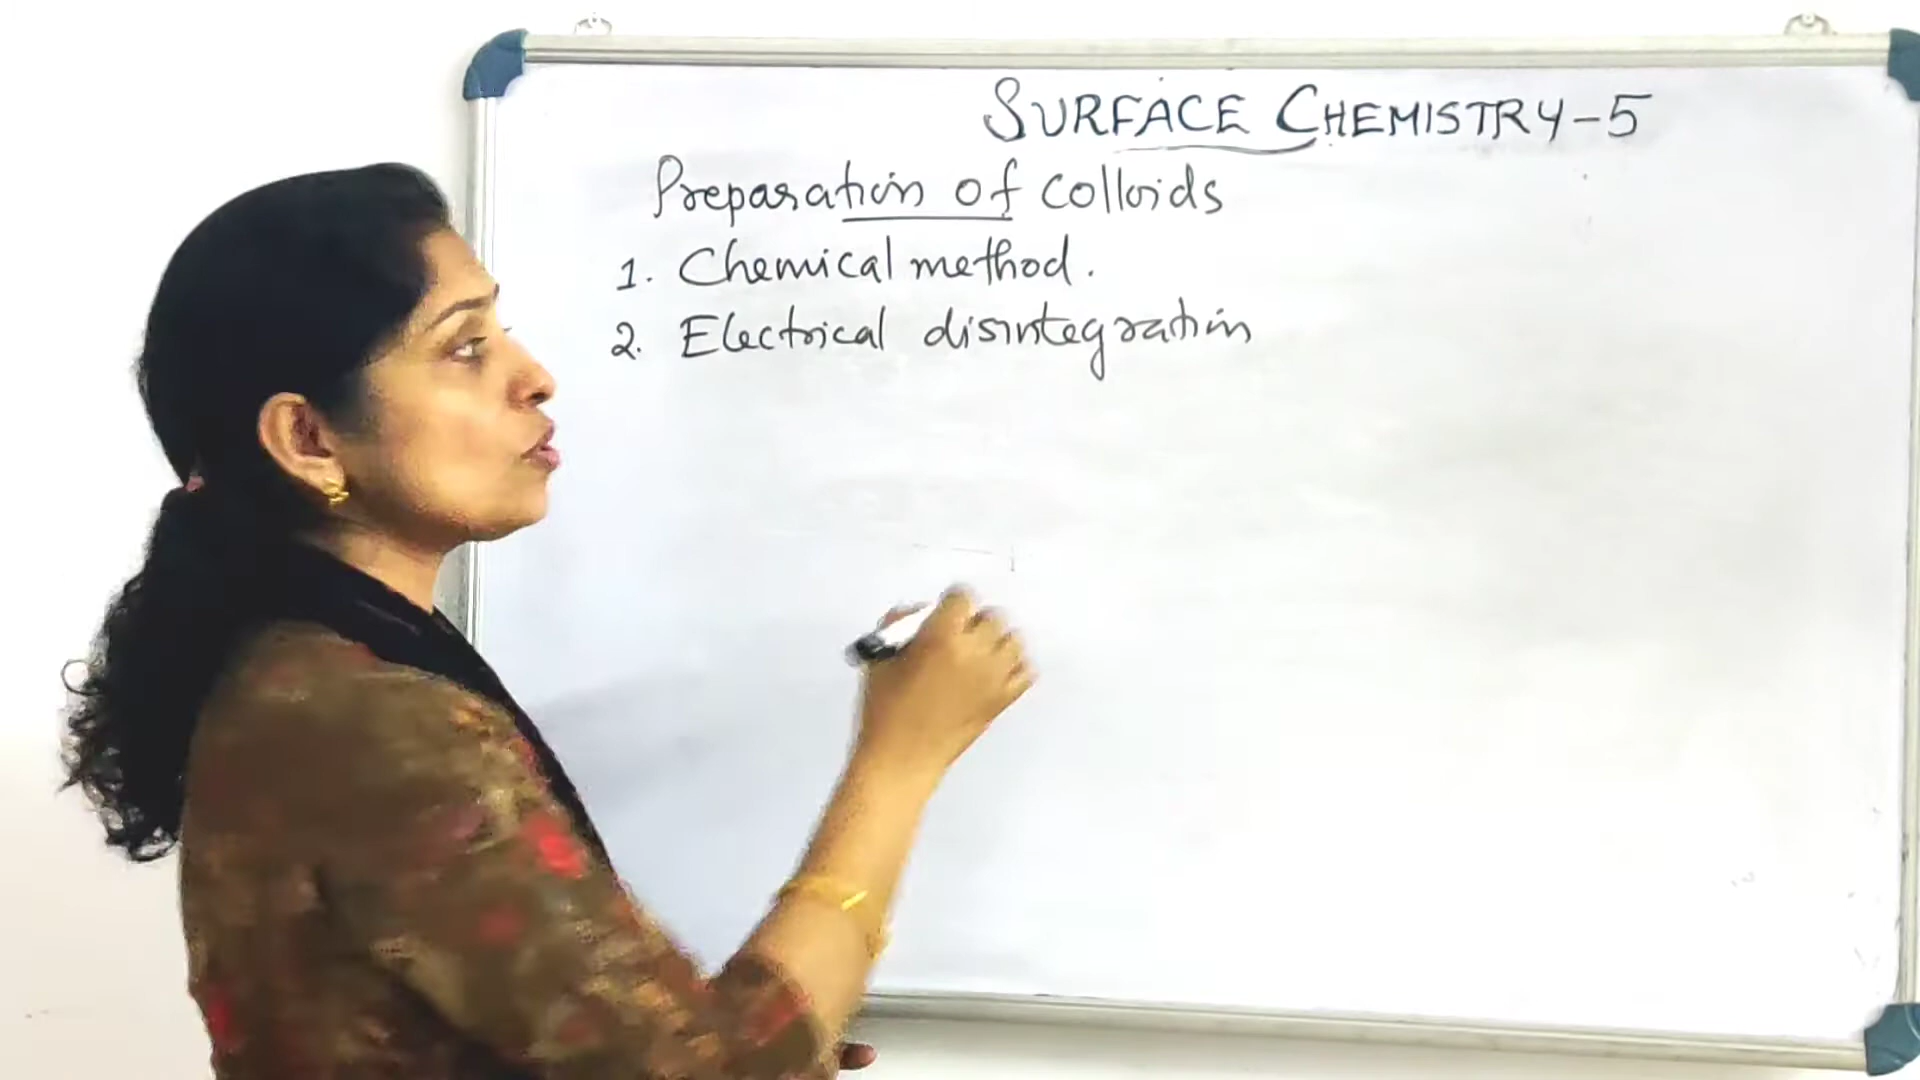 SURFACE CHEMISTRY-5
Preparation of colloids
1. Chemical method.
2. Electrical disintegration